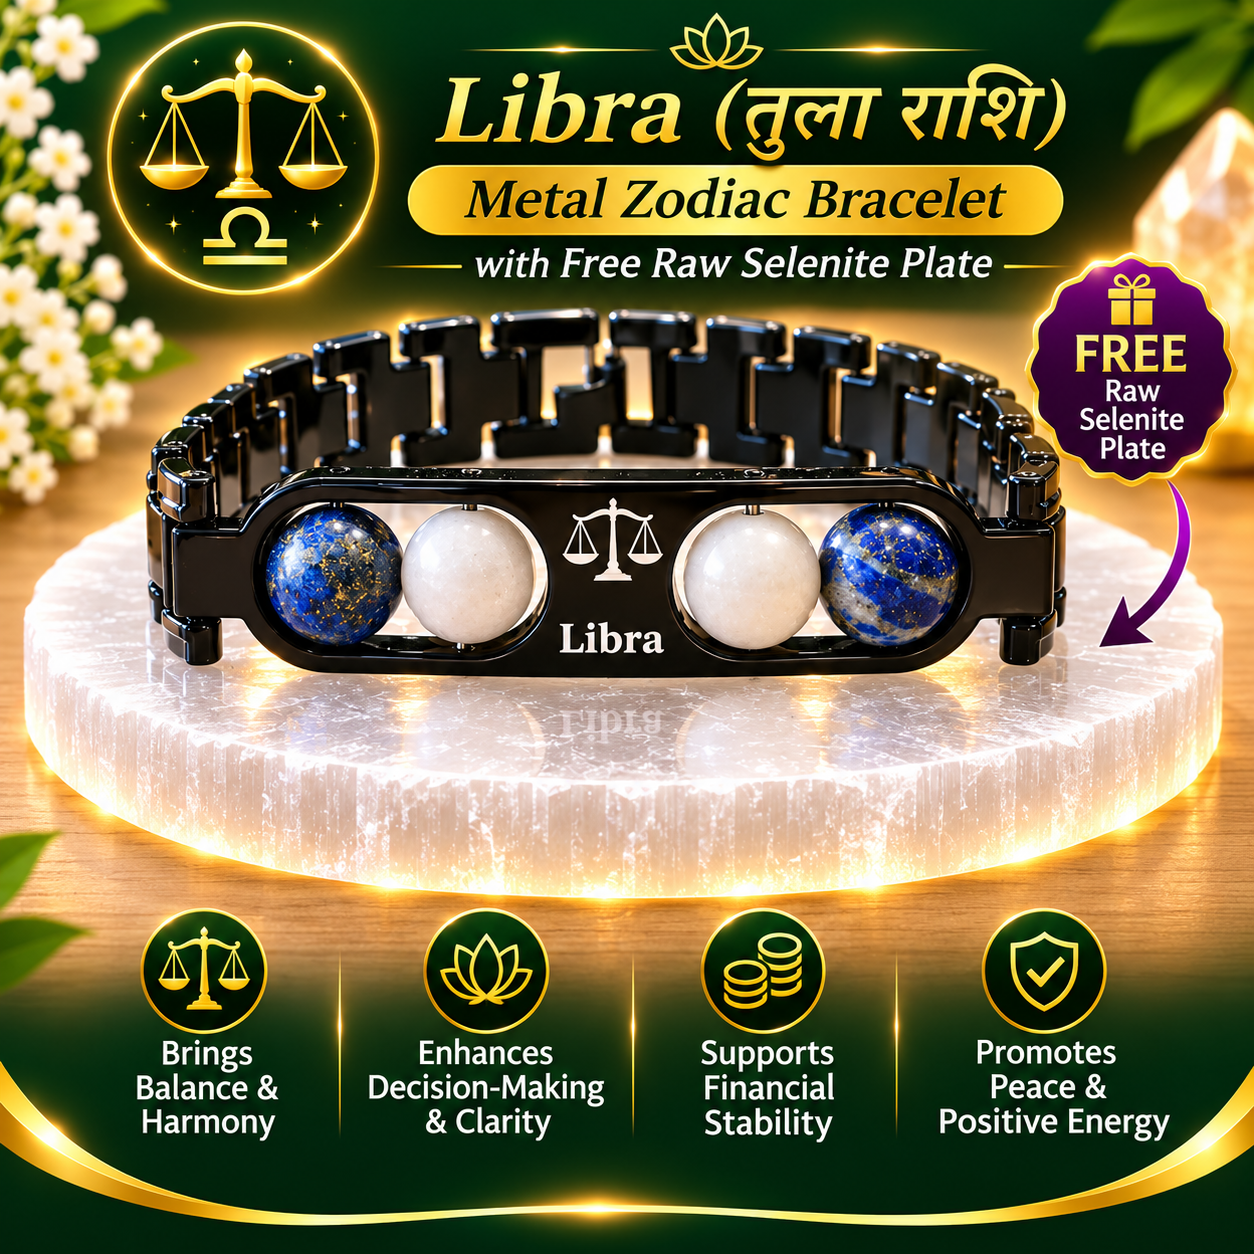 Libra (तुला राशि)
Metal Zodiac Bracelet
with Free Raw Selenite Plate
FREE
Raw
Selenite
Plate
Libra
Brings
Balance &
Harmony
Enhances
Decision-Making
& Clarity
Supports
Financial
Stability
Promotes
Peace &
Positive Energy